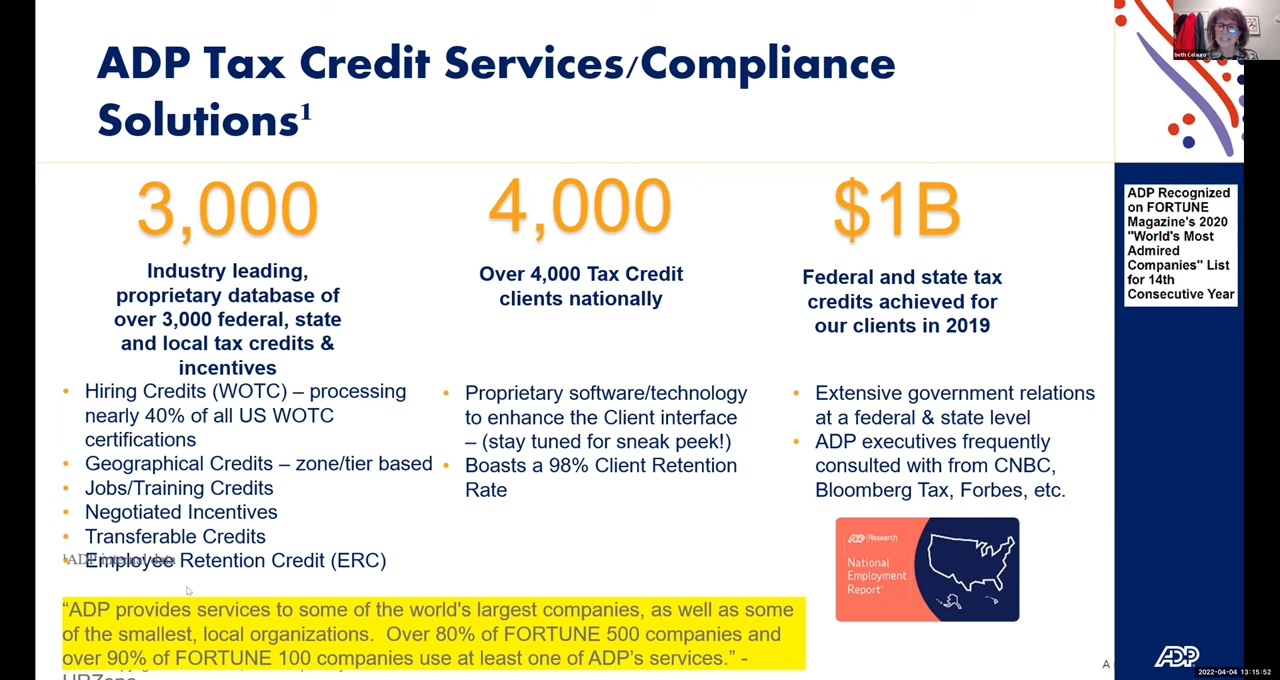 ADP Tax Credit Services/Compliance
Solutions¹
beth Celauro
3,000
Industry leading,
proprietary database of
over 3,000 federal, state
and local tax credits &
incentives
• Hiring Credits (WOTC) – processing
nearly 40% of all US WOTC
certifications
• Geographical Credits – zone/tier based
• Jobs/Training Credits
• Negotiated Incentives
• Transferable Credits
• Employee Retention Credit (ERC)
¹ADP internal data
4,000
Over 4,000 Tax Credit
clients nationally
• Proprietary software/technology
to enhance the Client interface
– (stay tuned for sneak peek!)
• Boasts a 98% Client Retention
Rate
$1B
Federal and state tax
credits achieved for
our clients in 2019
• Extensive government relations
at a federal & state level
• ADP executives frequently
consulted with from CNBC,
Bloomberg Tax, Forbes, etc.
ADP Research
National
Employment
Report
“ADP provides services to some of the world's largest companies, as well as some
of the smallest, local organizations. Over 80% of FORTUNE 500 companies and
over 90% of FORTUNE 100 companies use at least one of ADP’s services.” -
ADP Recognized
on FORTUNE
Magazine's 2020
"World's Most
Admired
Companies" List
for 14th
Consecutive Year
A
ADP
2022-04-04 13:15:52